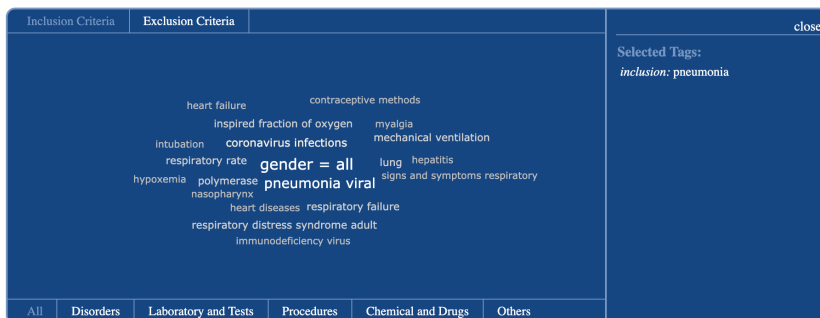 Inclusion Criteria Exclusion Criteria
close
Selected Tags:
inclusion: pneumonia
contraceptive methods
heart failure
inspired fraction of oxygen myalgia
intubation coronavirus infections mechanical ventilation
respiratory rate gender = all lung hepatitis
hypoxemia polymerase pneumonia viral signs and symptoms respiratory
nasopharynx
heart diseases respiratory failure
respiratory distress syndrome adult
immunodeficiency virus
All Disorders Laboratory and Tests Procedures Chemical and Drugs Others